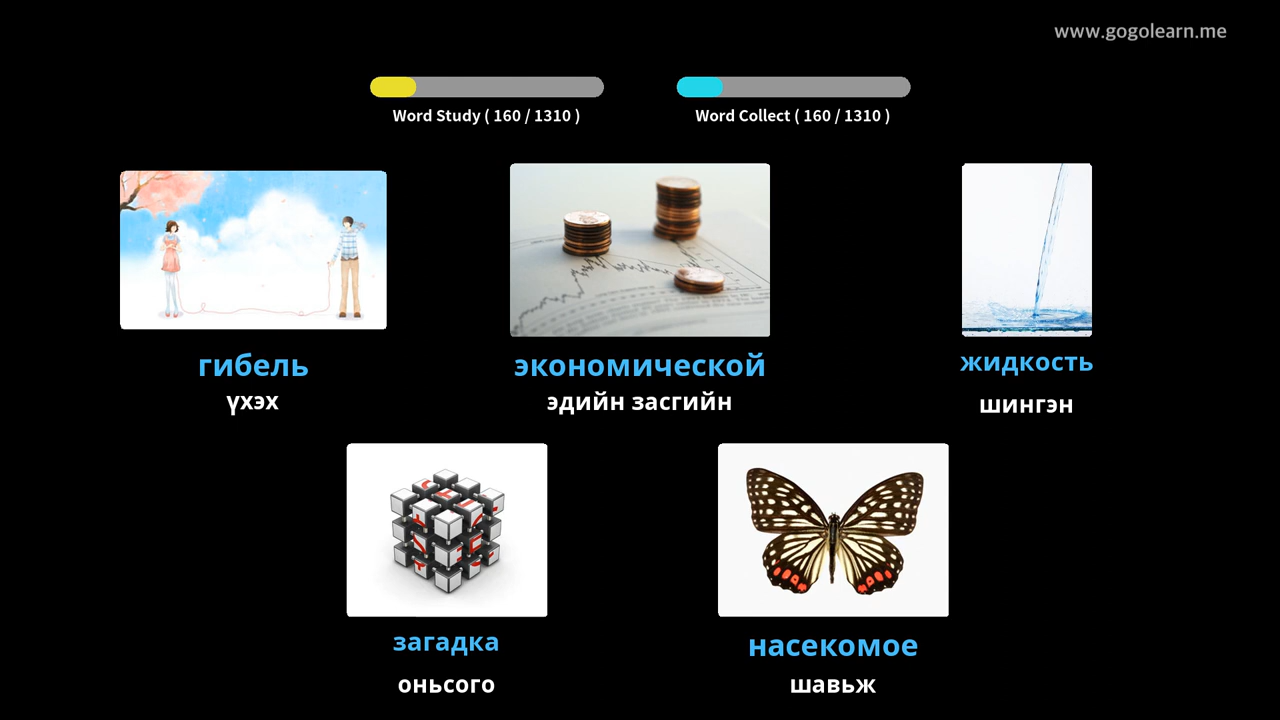 www.gogolearn.me
Word Study ( 160 / 1310 )
Word Collect ( 160 / 1310 )
гибель
үхэх
экономической
эдийн засгийн
жидкость
шингэн
загадка
оньсого
насекомое
шавьж